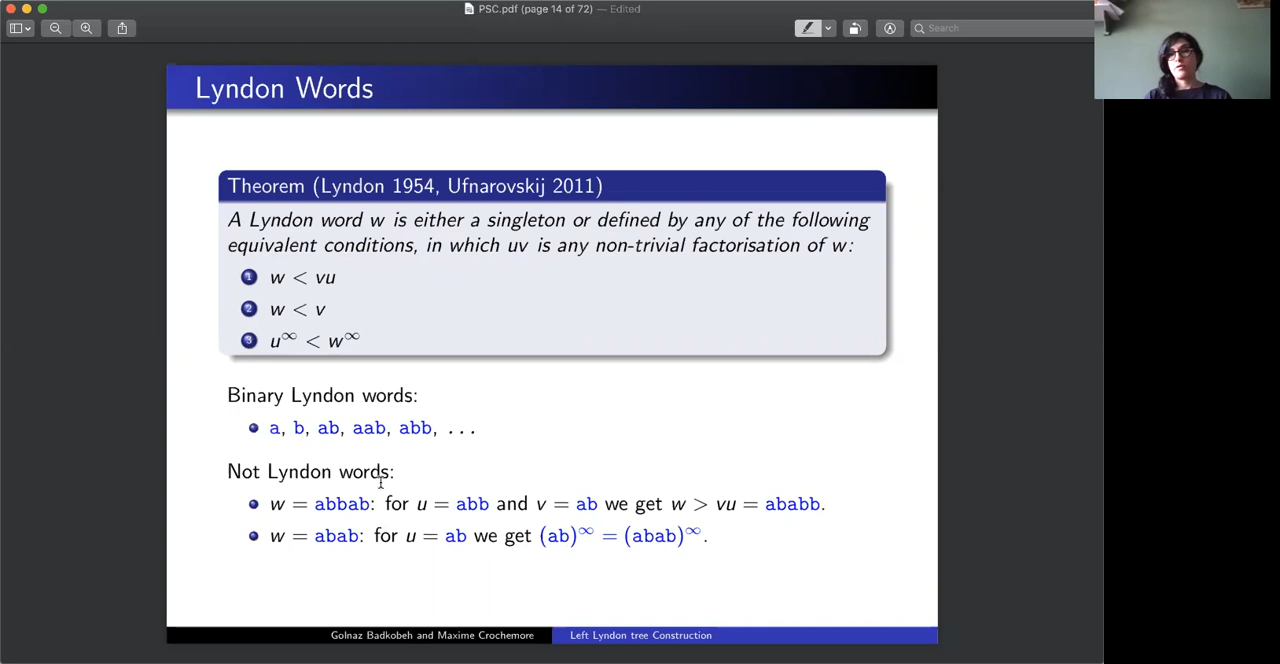 PSC.pdf (page 14 of 72) — Edited
Search
Lyndon Words
Theorem (Lyndon 1954, Ufnarovskij 2011)
A Lyndon word w is either a singleton or defined by any of the following
equivalent conditions, in which uv is any non-trivial factorisation of w:
1 w < vu
2 w < v
3 u^∞ < w^∞
Binary Lyndon words:
• a, b, ab, aab, abb, ...
Not Lyndon words:
• w = abbab: for u = abb and v = ab we get w > vu = ababb.
• w = abab: for u = ab we get (ab)^∞ = (abab)^∞.
Golnaz Badkobeh and Maxime Crochemore Left Lyndon tree Construction